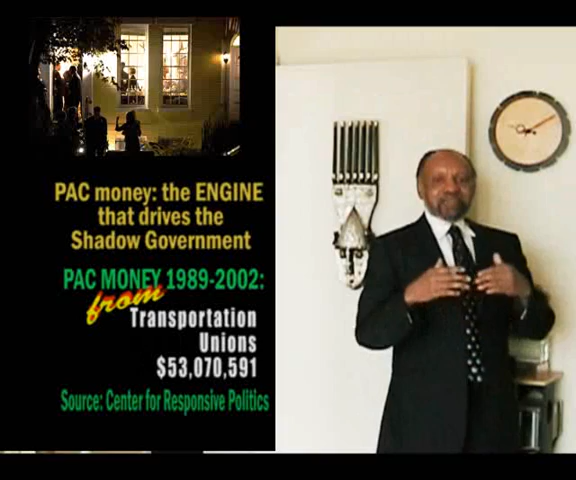 PAC money: the ENGINE
that drives the
Shadow Government
PAC MONEY 1989-2002:
from
Transportation
Unions
$53,070,591
Source: Center for Responsive Politics